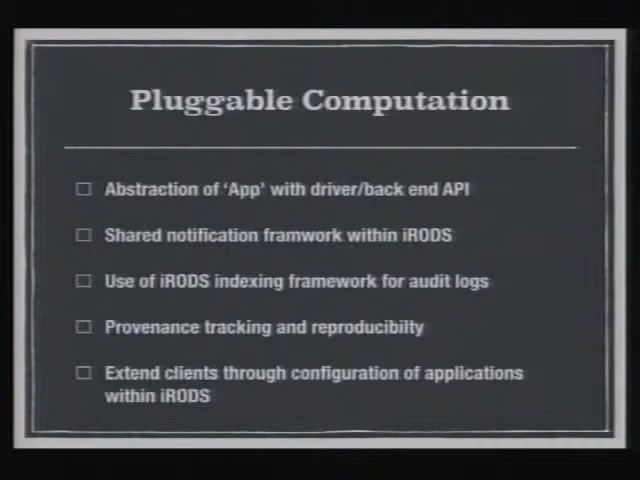 Pluggable Computation
Abstraction of 'App' with driver/back end API
Shared notification framwork within iRODS
Use of iRODS indexing framework for audit logs
Provenance tracking and reproducibilty
Extend clients through configuration of applications
within iRODS